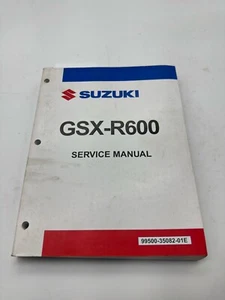 SUZUKI
GSX-R600
SERVICE MANUAL
99500-35082-01E